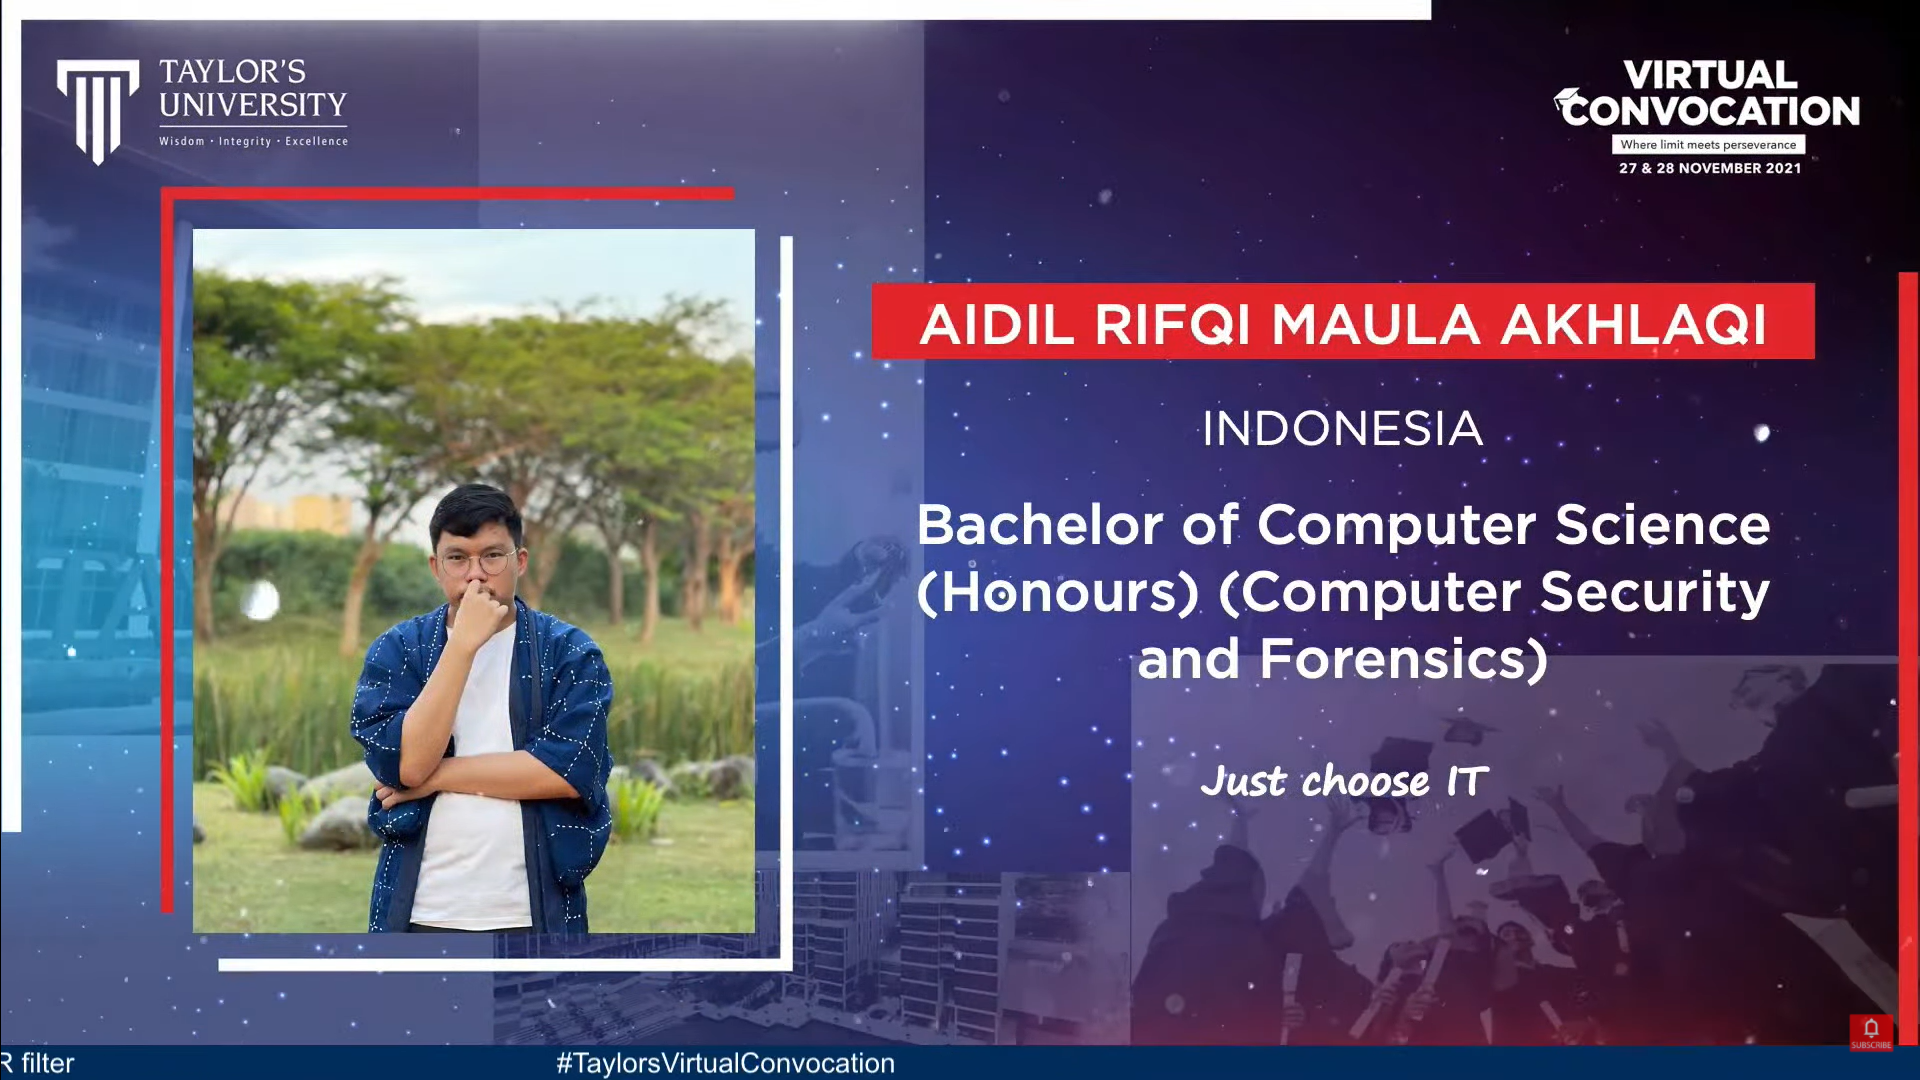 TAYLOR'S
UNIVERSITY
Wisdom • Integrity • Excellence
VIRTUAL
CONVOCATION
Where limit meets perseverance
27 & 28 NOVEMBER 2021
AIDIL RIFQI MAULA AKHLAQI
INDONESIA
Bachelor of Computer Science
(Honours) (Computer Security
and Forensics)
Just choose IT
SUBSCRIBE
R filter #TaylorsVirtualConvocation